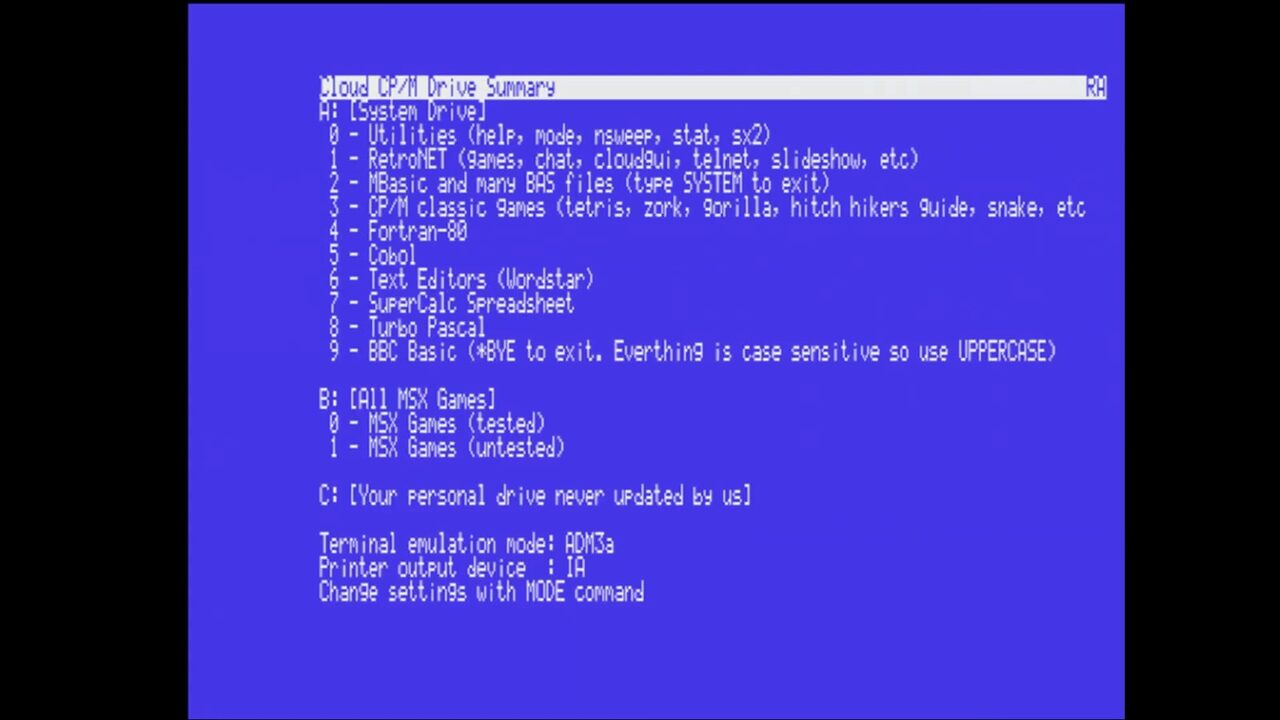 Cloud CP/M Drive Summary RA
A: [System Drive]
0 - Utilities (help, mode, nsweep, stat, sx2)
1 - RetroNET (games, chat, cloudgui, telnet, slideshow, etc)
2 - MBasic and many BAS files (type SYSTEM to exit)
3 - CP/M classic games (tetris, zork, gorilla, hitch hikers guide, snake, etc
4 - Fortran-80
5 - Cobol
6 - Text Editors (Wordstar)
7 - SuperCalc Spreadsheet
8 - Turbo Pascal
9 - BBC Basic (*BYE to exit. Everthing is case sensitive so use UPPERCASE)
B: [All MSX Games]
0 - MSX Games (tested)
1 - MSX Games (untested)
C: [Your personal drive never updated by us]
Terminal emulation mode: ADM3a
Printer output device : IA
Change settings with MODE command